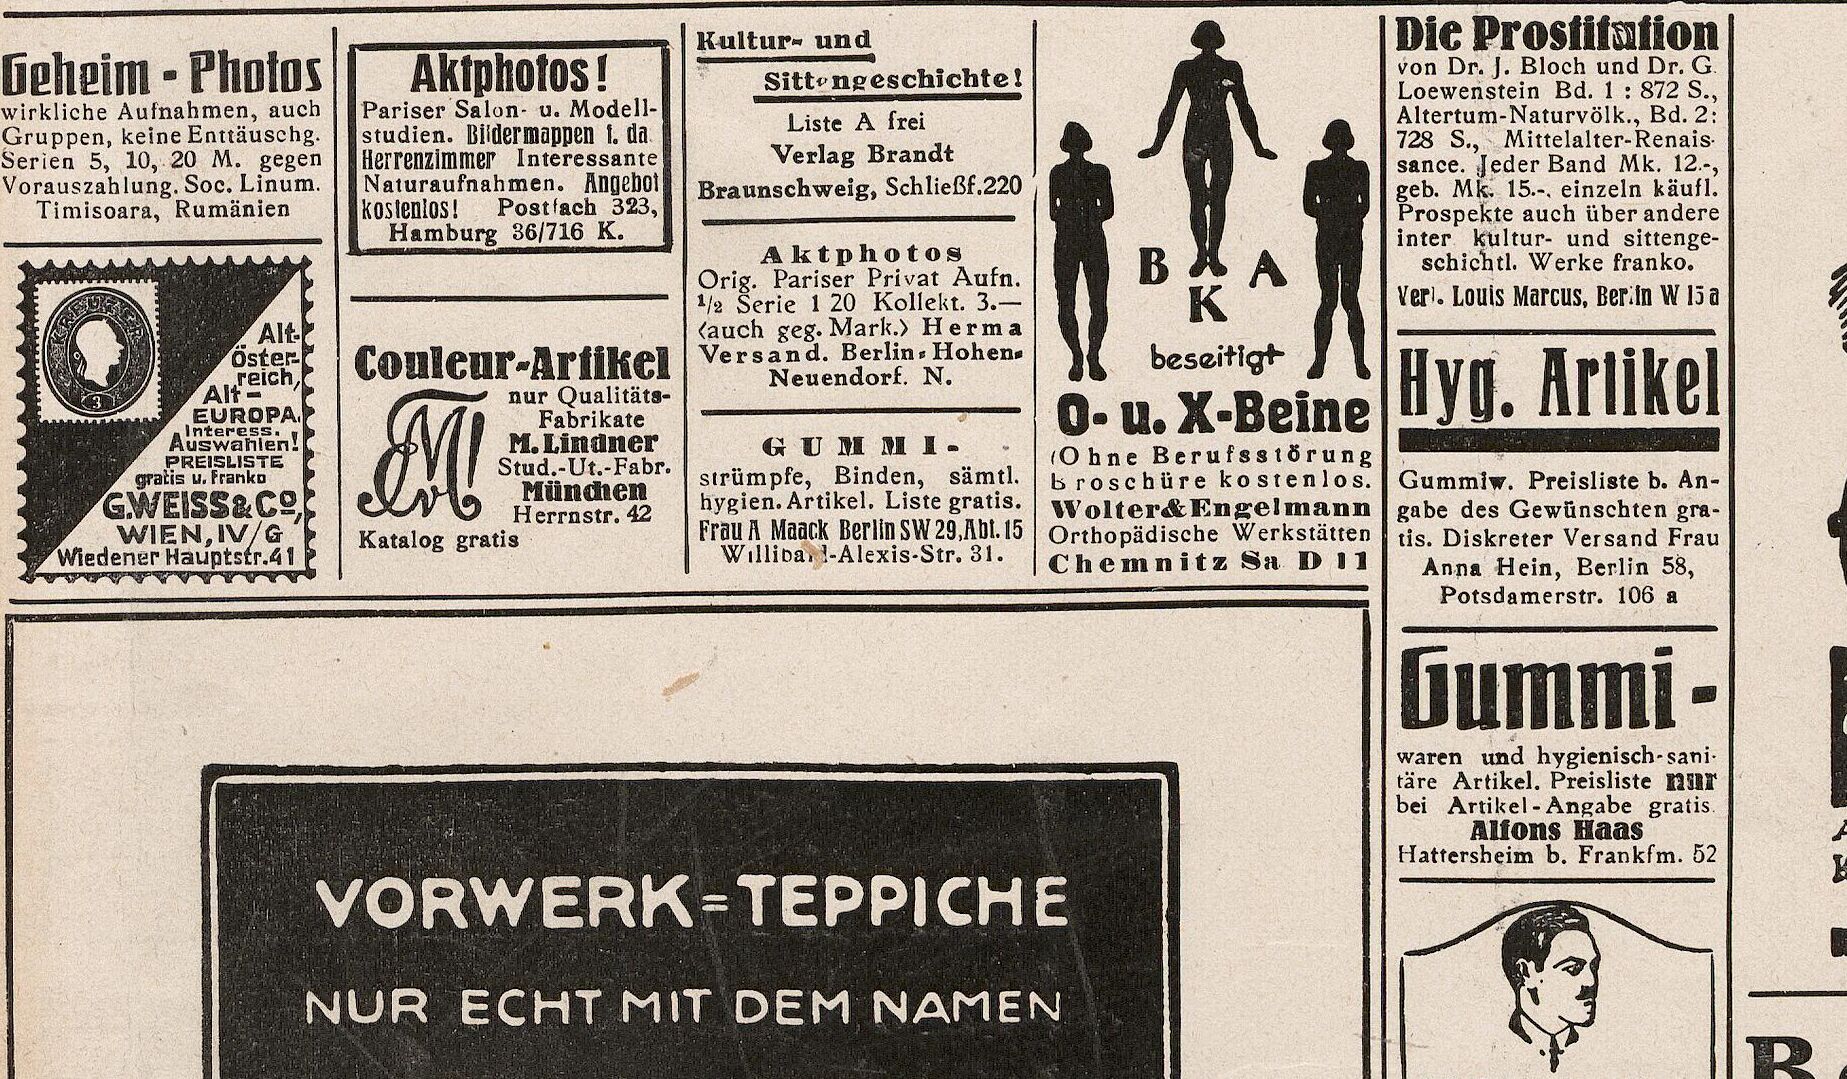 Geheim - Photos
wirkliche Aufnahmen, auch
Gruppen, keine Enttäuschg.
Serien 5, 10, 20 M. gegen
Vorauszahlung. Soc. Linum.
Timisoara, Rumänien
Alt-
Öster-
reich,
Alt-
EUROPA.
Interess.
Auswahlen!
PREISLISTE
gratis u. franko
G.WEISS & Co,
WIEN, IV/G
Wiedener Hauptstr.41
KREUZER
3
Aktphotos!
Pariser Salon- u. Modell-
studien. Bildermappen f. da
Herrenzimmer Interessante
Naturaufnahmen. Angebot
kostenlos! Postfach 323,
Hamburg 36/716 K.
Couleur-Artikel
nur Qualitäts-
Fabrikate
M. Lindner
Stud.-Ut.-Fabr.
München
Herrnstr. 42
Katalog gratis
Kultur- und
Sittengeschichte!
Liste A frei
Verlag Brandt
Braunschweig, Schließf.220
Aktphotos
Orig. Pariser Privat Aufn.
½ Serie 1 20 Kollekt. 3.—
(auch geg. Mark.) Herma
Versand. Berlin-Hohen-
Neuendorf. N.
GUMMI-
strümpfe, Binden, sämtl.
hygien. Artikel. Liste gratis.
Frau A Maack Berlin SW 29, Abt. 15
Willibald-Alexis-Str. 31.
B K A
beseitigt
O- u. X-Beine
(Ohne Berufsstörung
Broschüre kostenlos.
Wolter & Engelmann
Orthopädische Werkstätten
Chemnitz Sa D 11
Die Prostitution
von Dr. J. Bloch und Dr. G.
Loewenstein Bd. 1 : 872 S.,
Altertum-Naturvölk., Bd. 2:
728 S., Mittelalter-Renais-
sance. Jeder Band Mk. 12.-,
geb. Mk. 15.-. einzeln käufl.
Prospekte auch über andere
inter kultur- und sittenge-
schichtl. Werke franko.
Verl. Louis Marcus, Berlin W 15 a
Hyg. Artikel
Gummiw. Preisliste b. An-
gabe des Gewünschten gra-
tis. Diskreter Versand Frau
Anna Hein, Berlin 58,
Potsdamerstr. 106 a
Gummi-
waren und hygienisch-sani-
täre Artikel. Preisliste nur
bei Artikel-Angabe gratis.
Alfons Haas
Hattersheim b. Frankfm. 52
VORWERK=TEPPICHE
NUR ECHT MIT DEM NAMEN